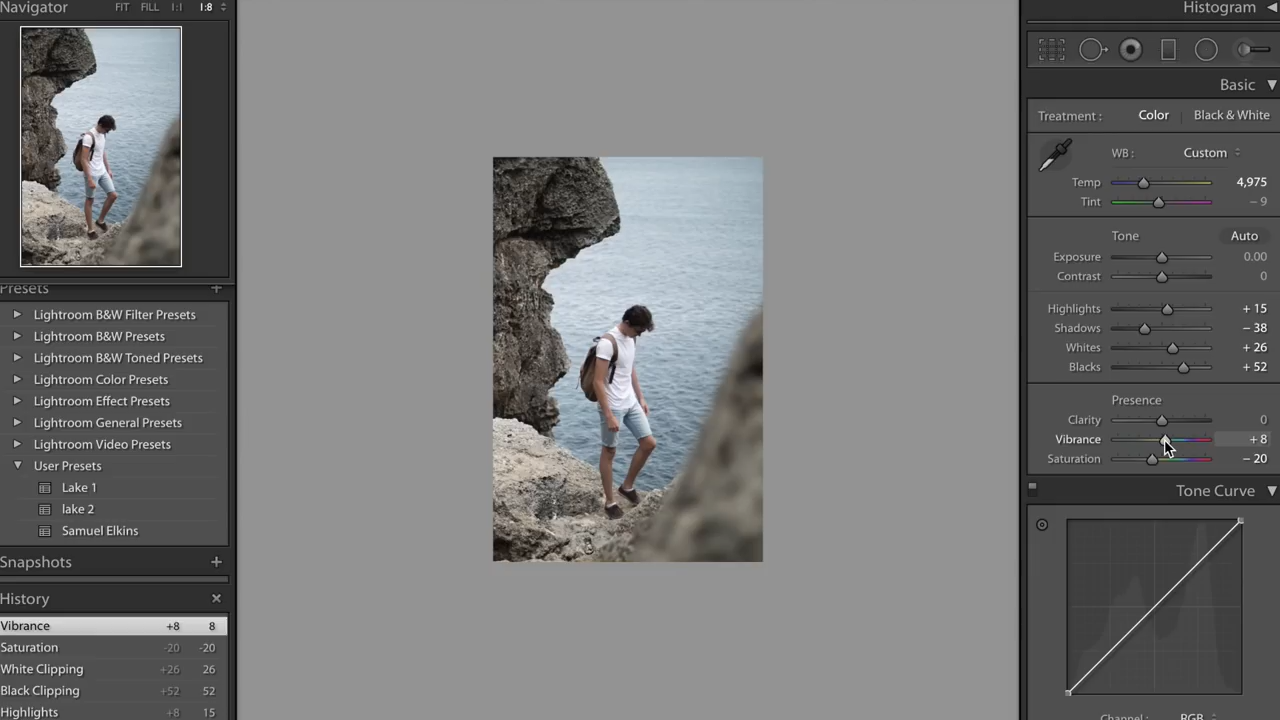 Navigator FIT FILL 1:1 1:8
Presets +
Lightroom B&W Filter Presets
Lightroom B&W Presets
Lightroom B&W Toned Presets
Lightroom Color Presets
Lightroom Effect Presets
Lightroom General Presets
Lightroom Video Presets
User Presets
Lake 1
lake 2
Samuel Elkins
Snapshots +
History ×
Vibrance +8 8
Saturation -20 -20
White Clipping +26 26
Black Clipping +52 52
Highlights +8 15
Histogram
Basic
Treatment : Color | Black & White
WB : Custom
Temp 4,975
Tint – 9
Tone Auto
Exposure 0.00
Contrast 0
Highlights + 15
Shadows – 38
Whites + 26
Blacks + 52
Presence
Clarity 0
Vibrance + 8
Saturation – 20
Tone Curve
Channel : RGB